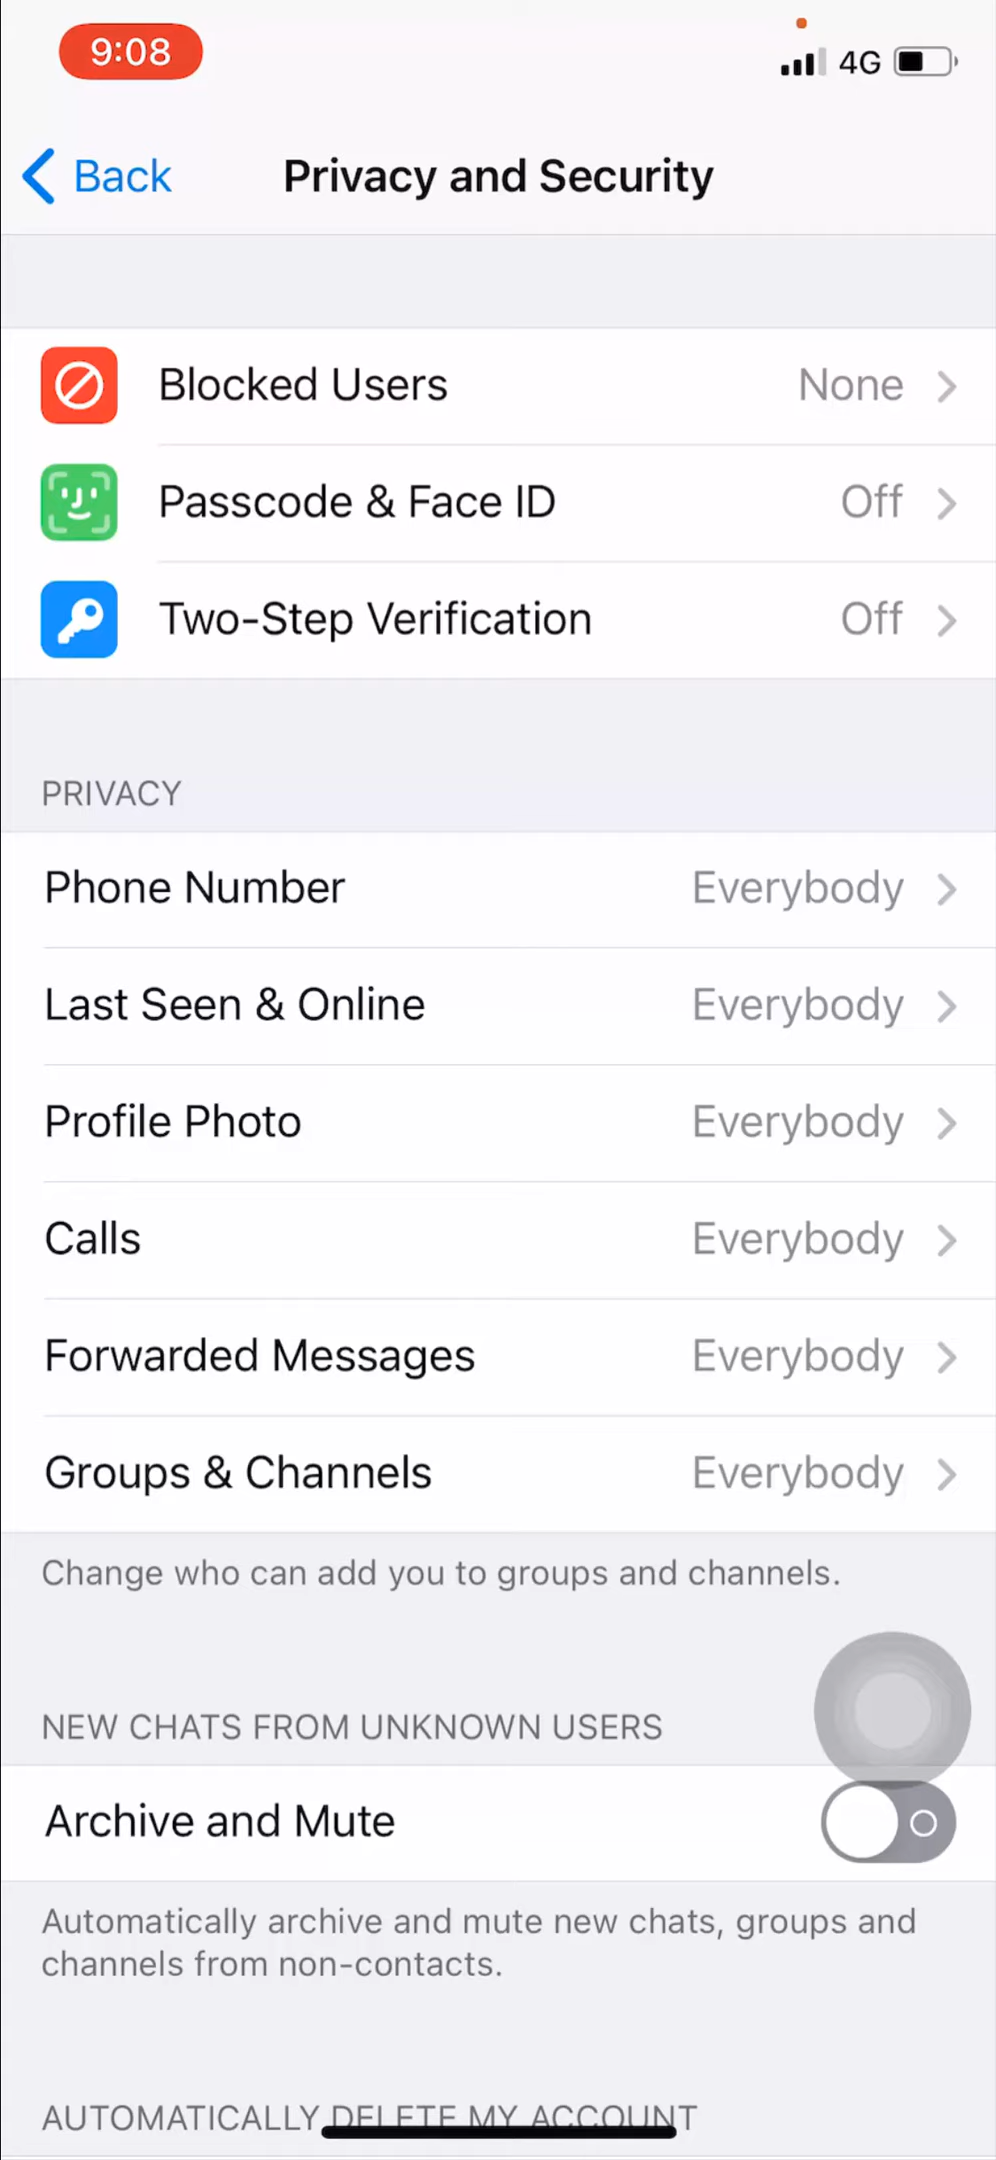 9:08
4G
Back
Privacy and Security
Blocked Users None
Passcode & Face ID Off
Two-Step Verification Off
PRIVACY
Phone Number Everybody
Last Seen & Online Everybody
Profile Photo Everybody
Calls Everybody
Forwarded Messages Everybody
Groups & Channels Everybody
Change who can add you to groups and channels.
NEW CHATS FROM UNKNOWN USERS
Archive and Mute
Automatically archive and mute new chats, groups and
channels from non-contacts.
AUTOMATICALLY DELETE MY ACCOUNT